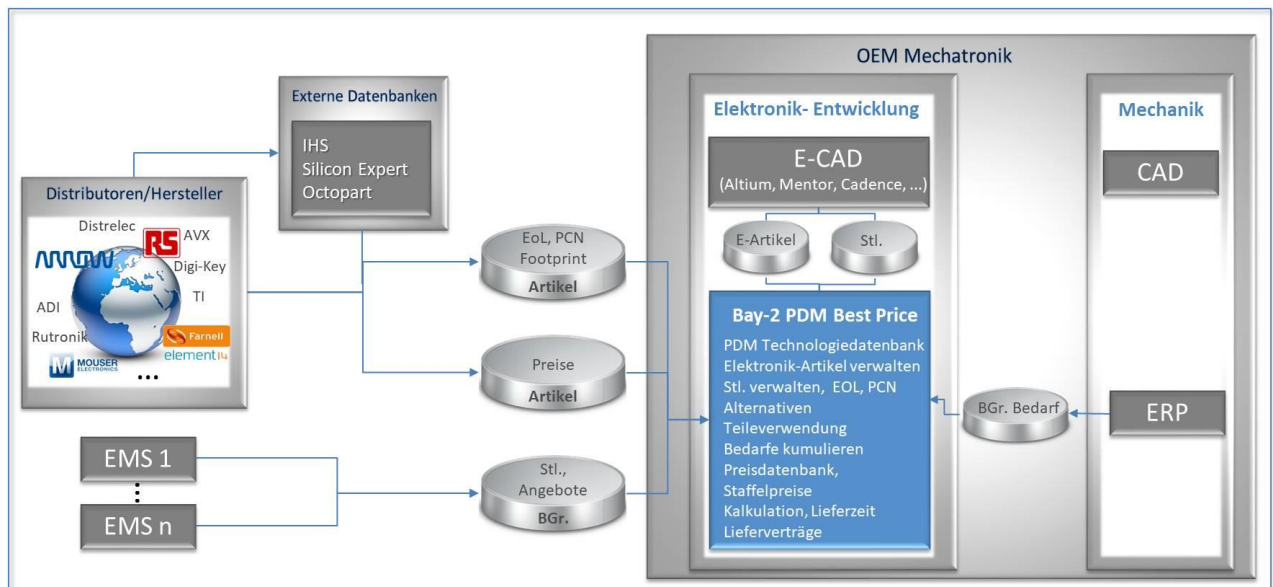 OEM Mechatronik
Externe Datenbanken
IHS
Silicon Expert
Octopart
Distributoren/Hersteller
Distrelec
RS
AVX
ARROW
Digi-Key
TI
ADI
Rutronik
Farnell
element14
M
MOUSER
ELECTRONICS
...
EMS 1
EMS n
EoL, PCN
Footprint
Artikel
Preise
Artikel
Stl.,
Angebote
BGr.
Elektronik- Entwicklung
E-CAD
(Altium, Mentor, Cadence, ...)
E-Artikel
Stl.
Bay-2 PDM Best Price
PDM Technologiedatenbank
Elektronik-Artikel verwalten
Stl. verwalten, EOL, PCN
Alternativen
Teileverwendung
Bedarfe kumulieren
Preisdatenbank,
Staffelpreise
Kalkulation, Lieferzeit
Lieferverträge
BGr. Bedarf
Mechanik
CAD
ERP